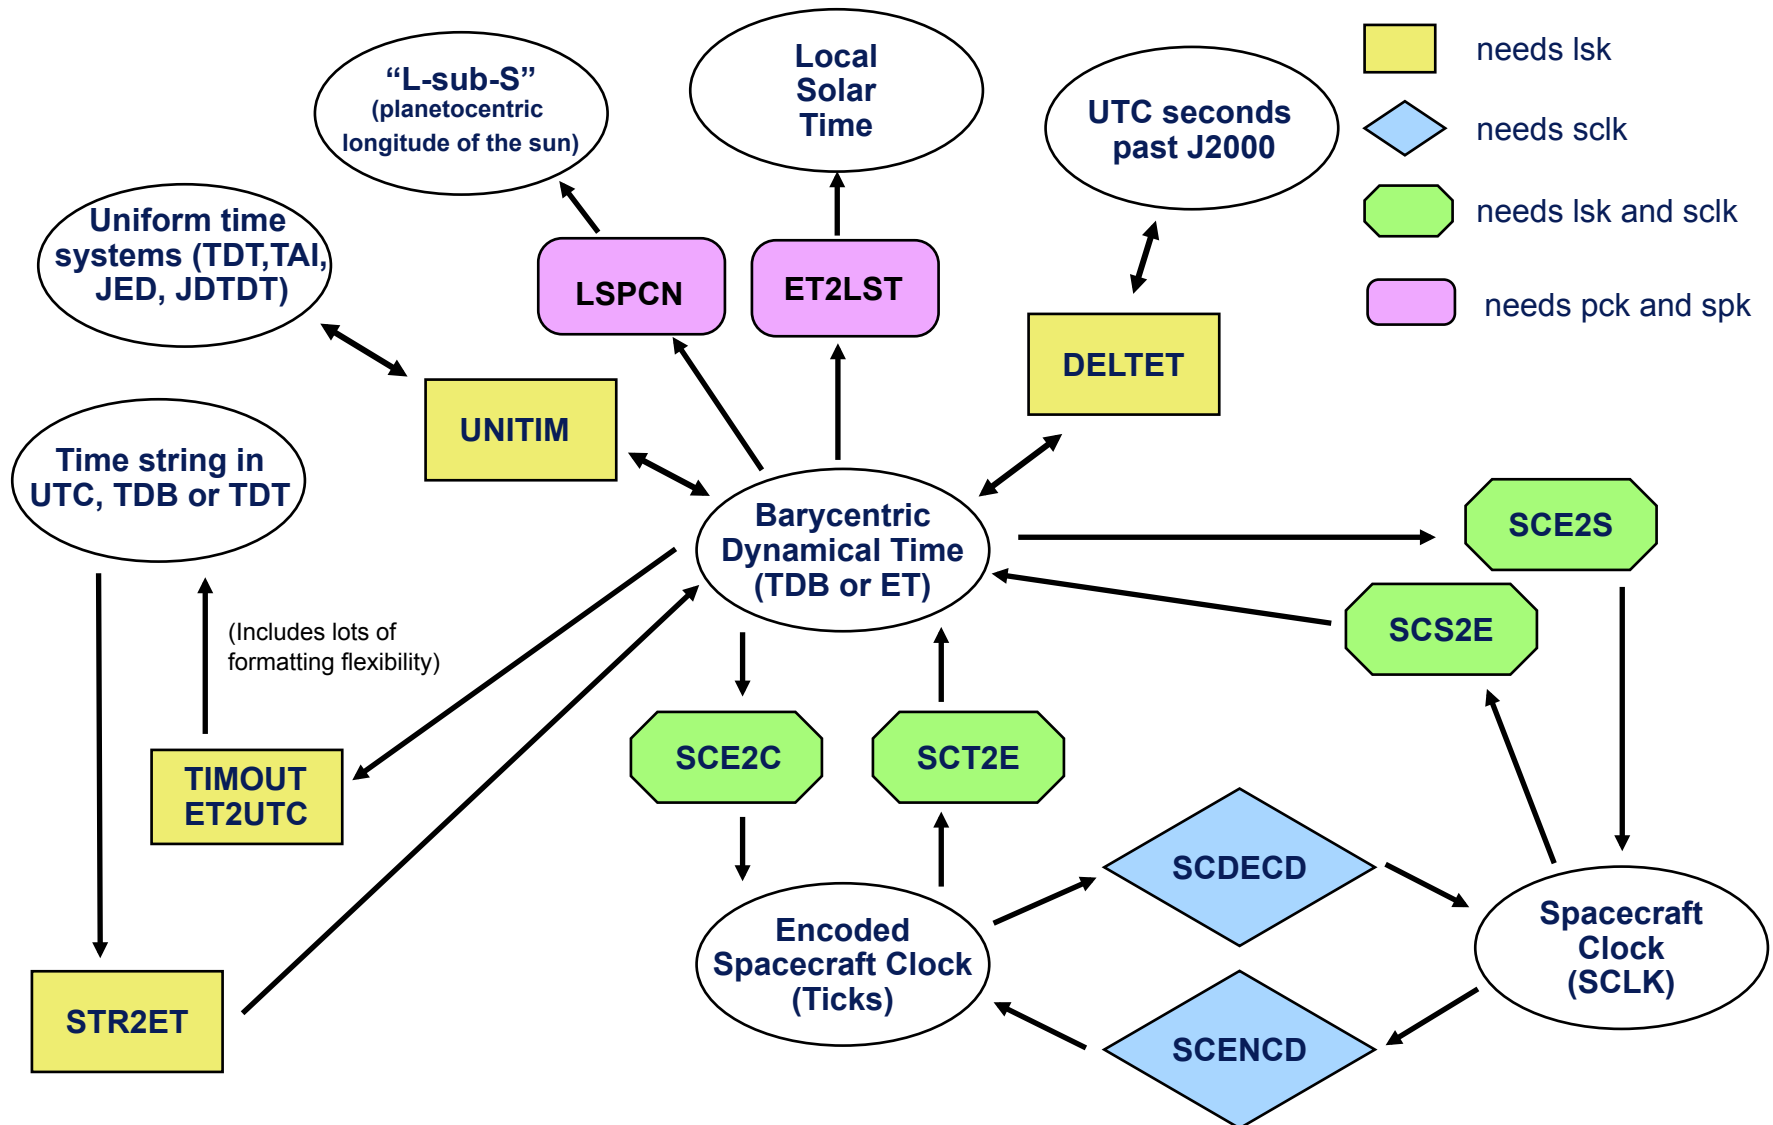 “L-sub-S”
(planetocentric
longitude of the sun)
Local
Solar
Time
UTC seconds
past J2000
needs lsk
needs sclk
needs lsk and sclk
needs pck and spk
Uniform time
systems (TDT,TAI,
JED, JDTDT)
LSPCN
ET2LST
DELTET
UNITIM
Time string in
UTC, TDB or TDT
Barycentric
Dynamical Time
(TDB or ET)
SCE2S
SCS2E
(Includes lots of
formatting flexibility)
TIMOUT
ET2UTC
SCE2C
SCT2E
SCDECD
Encoded
Spacecraft Clock
(Ticks)
Spacecraft
Clock
(SCLK)
STR2ET
SCENCD